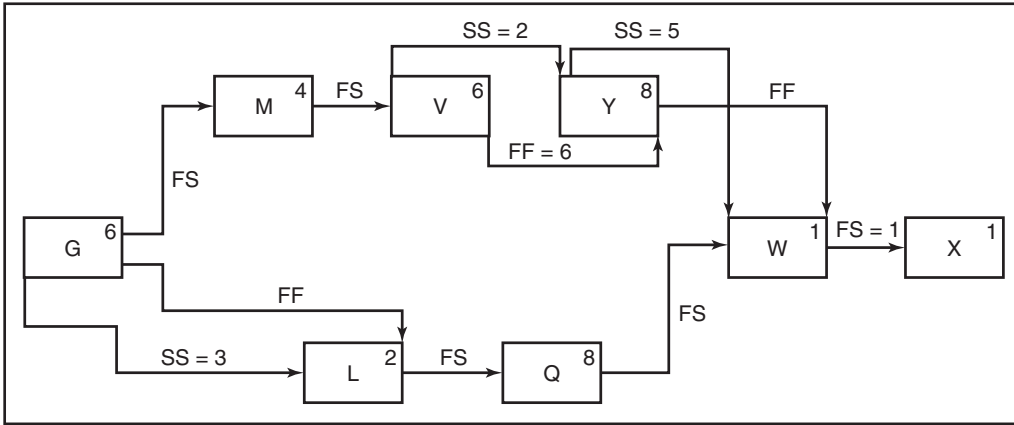 SS = 2
SS = 5
M 4
FS
V 6
Y 8
FF
FF = 6
FS
G 6
W 1
FS = 1
X 1
FF
FS
SS = 3
L 2
FS
Q 8